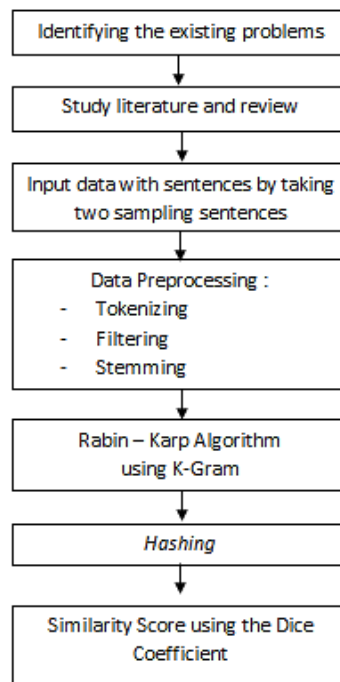 Identifying the existing problems
Study literature and review
Input data with sentences by taking
two sampling sentences
Data Preprocessing :
- Tokenizing
- Filtering
- Stemming
Rabin – Karp Algorithm
using K-Gram
Hashing
Similarity Score using the Dice
Coefficient